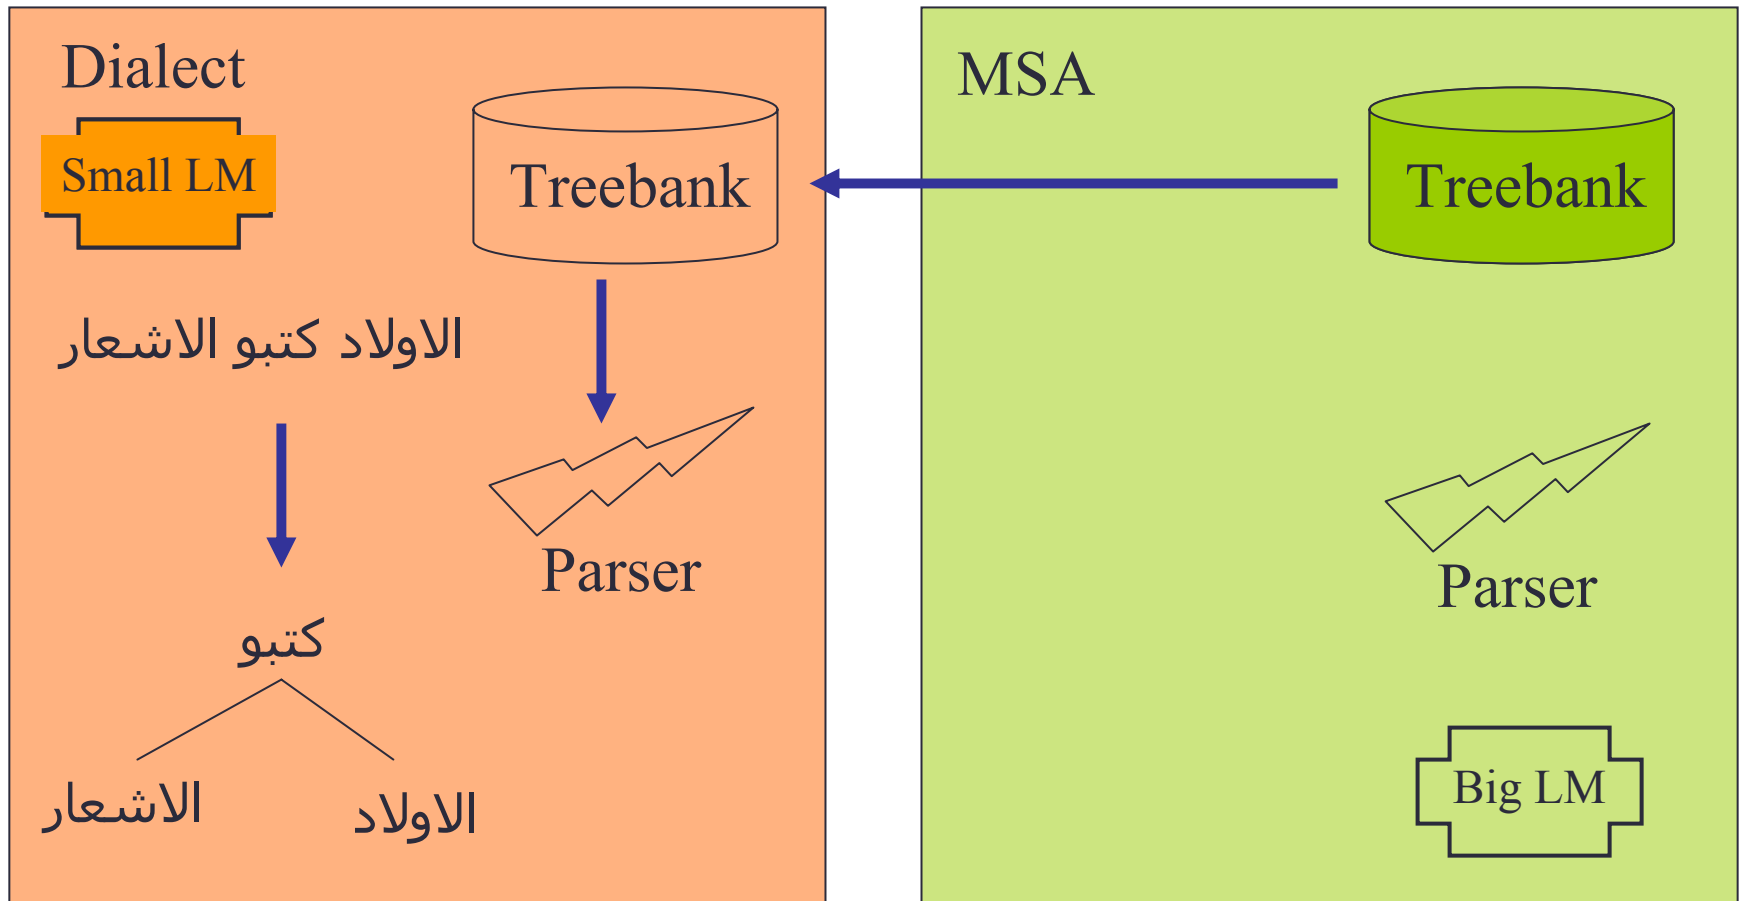 Dialect
Small LM
Treebank
الاولاد كتبو الاشعار
Parser
كتبو
الاشعار
الاولاد
MSA
Treebank
Parser
Big LM